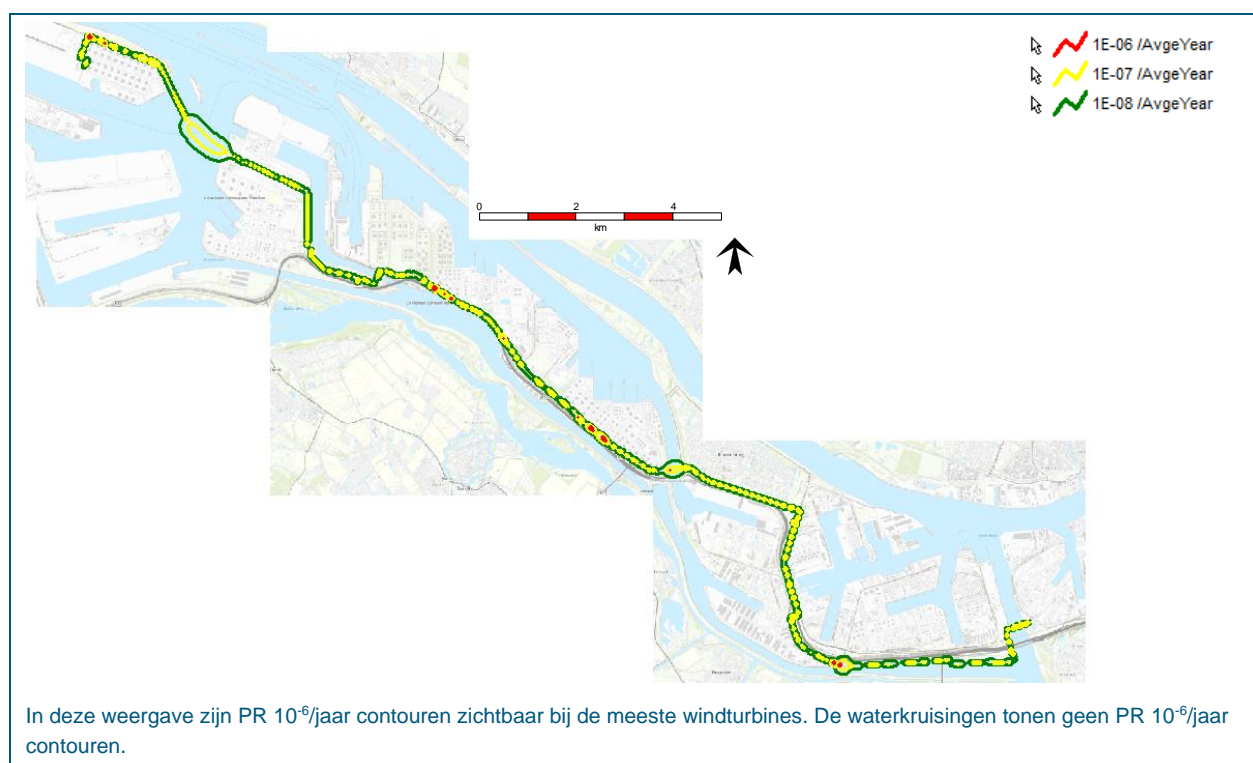 1E-06 /AvgeYear
1E-07 /AvgeYear
1E-08 /AvgeYear
0 2 4
km
In deze weergave zijn PR 10⁻⁶/jaar contouren zichtbaar bij de meeste windturbines. De waterkruisingen tonen geen PR 10⁻⁶/jaar
contouren.